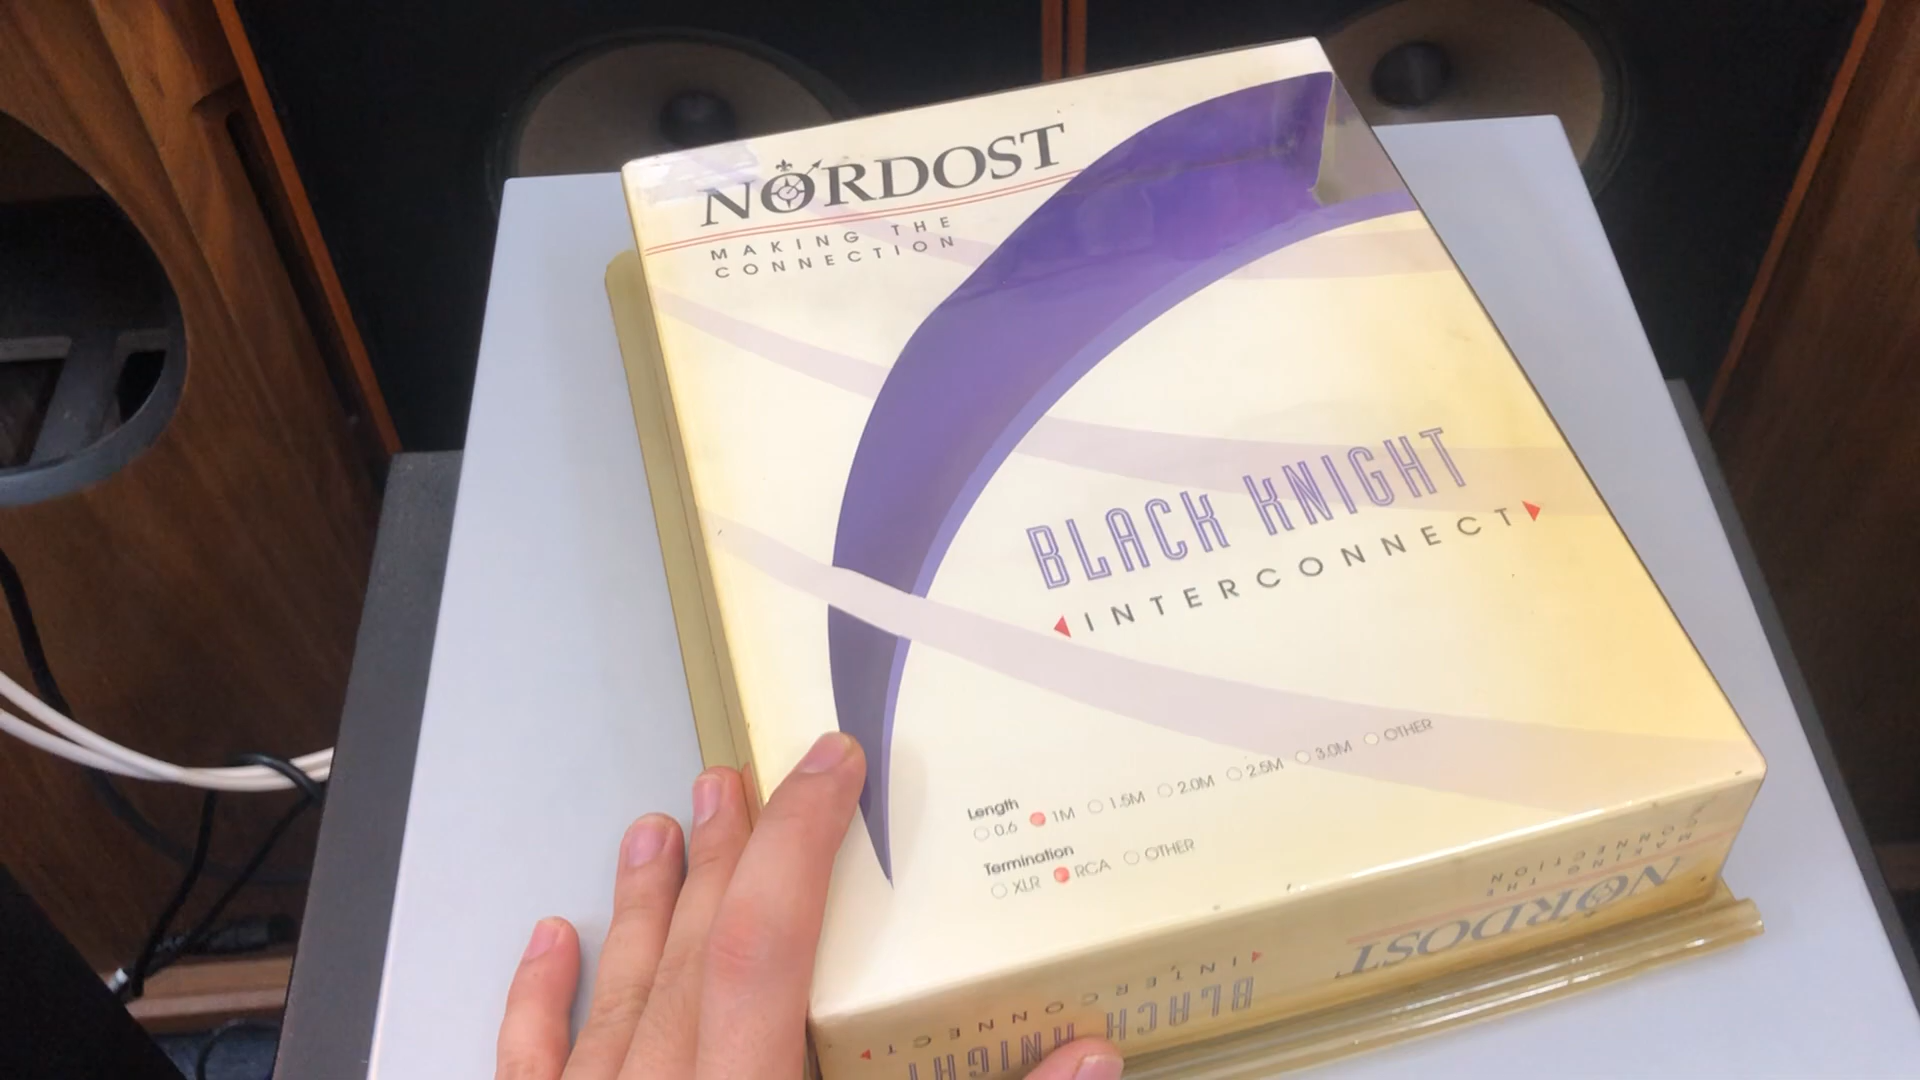 NORDOST
MAKING THE
CONNECTION
BLACK KNIGHT
INTERCONNECT
Length
0.6 1M 1.5M 2.0M 2.5M 3.0M OTHER
Termination
XLR RCA OTHER
NORDOST
MAKING THE
CONNECTION
BLACK KNIGHT
INTERCONNECT